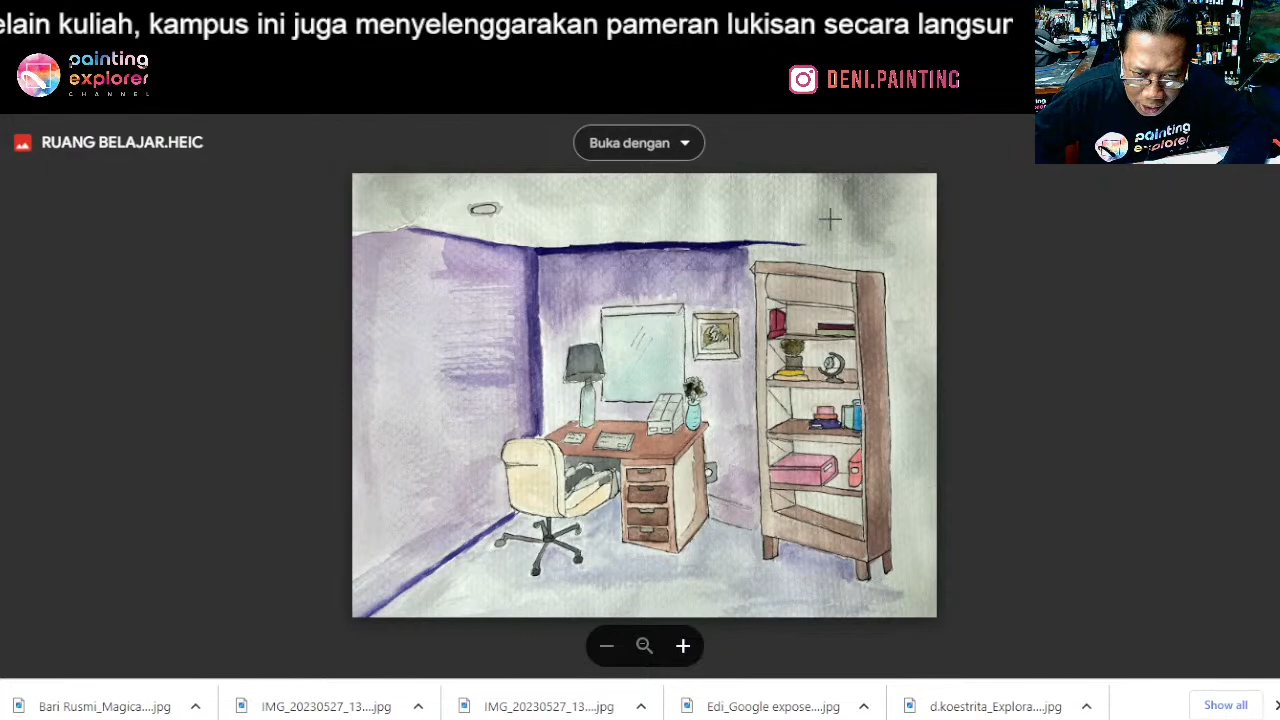 elain kuliah, kampus ini juga menyelenggarakan pameran lukisan secara langsur
painting
explorer
CHANNEL
DENI.PAINTING
painting
explorer
RUANG BELAJAR.HEIC
Buka dengan
Bari Rusmi_Magica....jpg
IMG_20230527_13....jpg
IMG_20230527_13....jpg
Edi_Google expose....jpg
d.koestrita_Explora....jpg
Show all